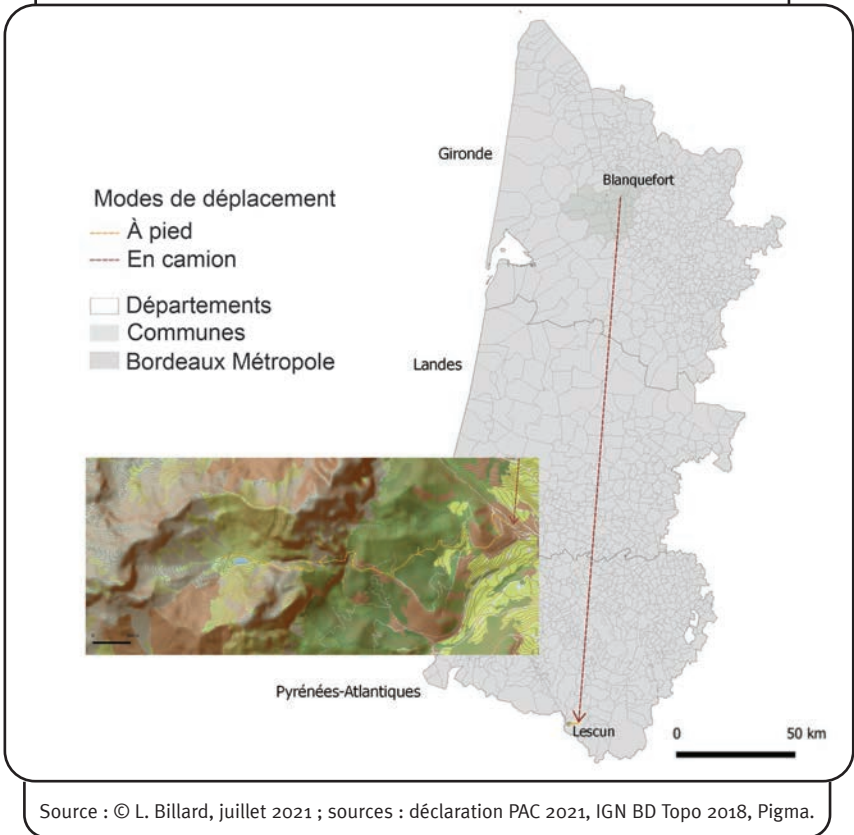 Gironde
Blanquefort
Modes de déplacement
À pied
En camion
Départements
Communes
Bordeaux Métropole
Landes
Pyrénées-Atlantiques
Lescun
0
50 km
Source : © L. Billard, juillet 2021 ; sources : déclaration PAC 2021, IGN BD Topo 2018, Pigma.